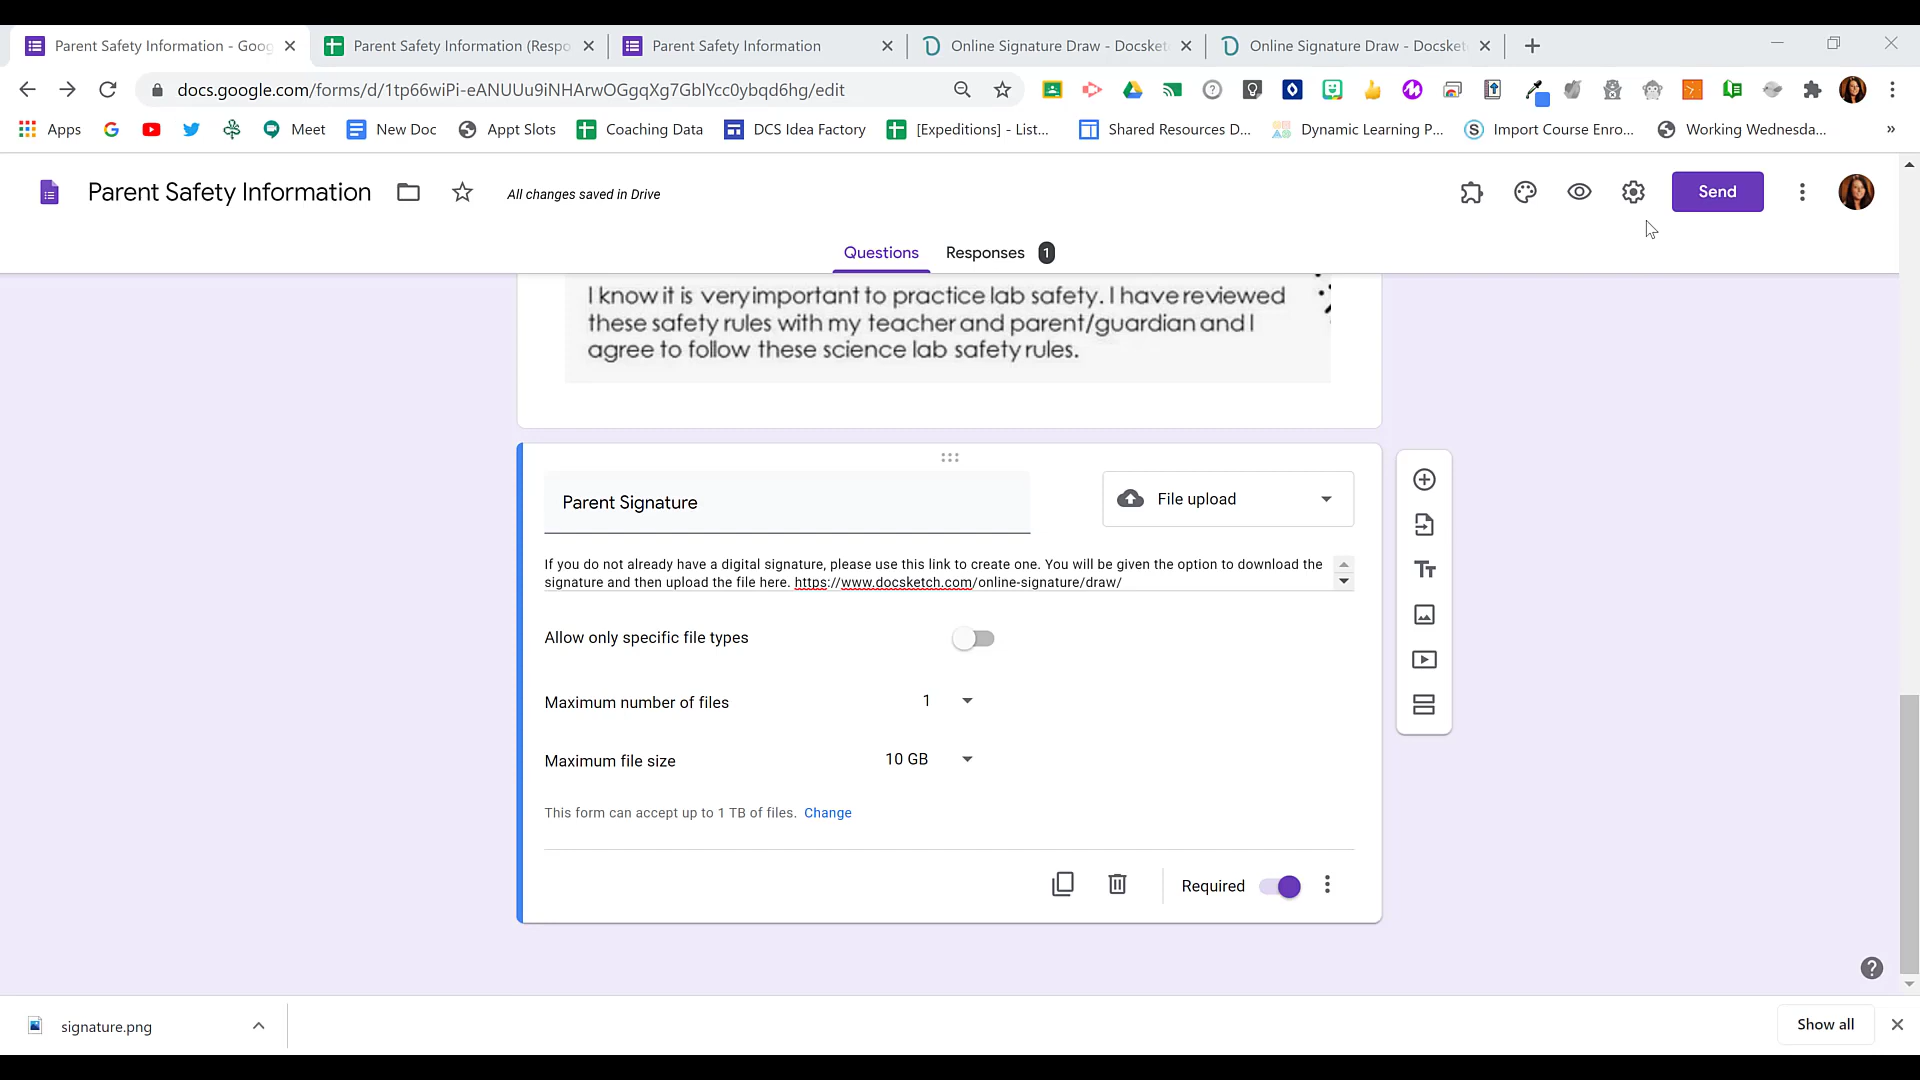 Parent Safety Information - Goog
Parent Safety Information (Respo
Parent Safety Information
Online Signature Draw - Docsket
Online Signature Draw - Docsket
docs.google.com/forms/d/1tp66wiPi-eANUUu9iNHArwOGgqXg7GblYcc0ybqd6hg/edit
Apps
Meet
New Doc
Appt Slots
Coaching Data
DCS Idea Factory
[Expeditions] - List...
Shared Resources D...
Dynamic Learning P...
Import Course Enro...
Working Wednesda...
»
Parent Safety Information
All changes saved in Drive
Send
Questions
Responses
1
I know it is very important to practice lab safety. I have reviewed
these safety rules with my teacher and parent/guardian and I
agree to follow these science lab safety rules.
Parent Signature
File upload
If you do not already have a digital signature, please use this link to create one. You will be given the option to download the
signature and then upload the file here. https://www.docsketch.com/online-signature/draw/
Allow only specific file types
Maximum number of files
1
Maximum file size
10 GB
This form can accept up to 1 TB of files. Change
Required
signature.png
Show all